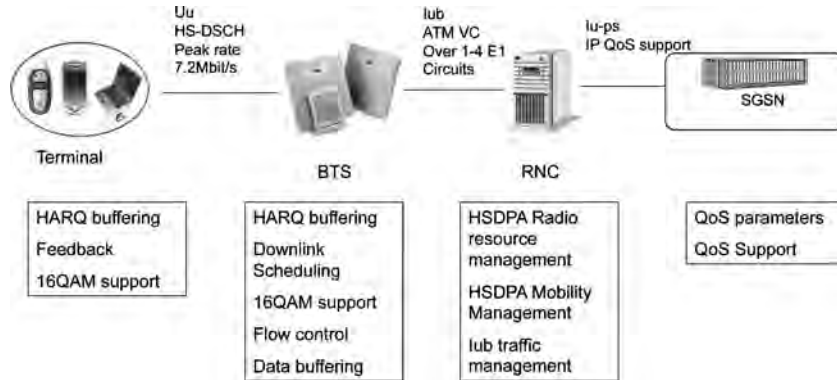 Uu
HS-DSCH
Peak rate
7.2Mbit/s
Iub
ATM VC
Over 1-4 E1
Circuits
Iu-ps
IP QoS support
SGSN
Terminal
BTS
RNC
HARQ buffering
Feedback
16QAM support
HARQ buffering
Downlink
Scheduling
16QAM support
Flow control
Data buffering
HSDPA Radio
resource
management
HSDPA Mobility
Management
Iub traffic
management
QoS parameters
QoS Support